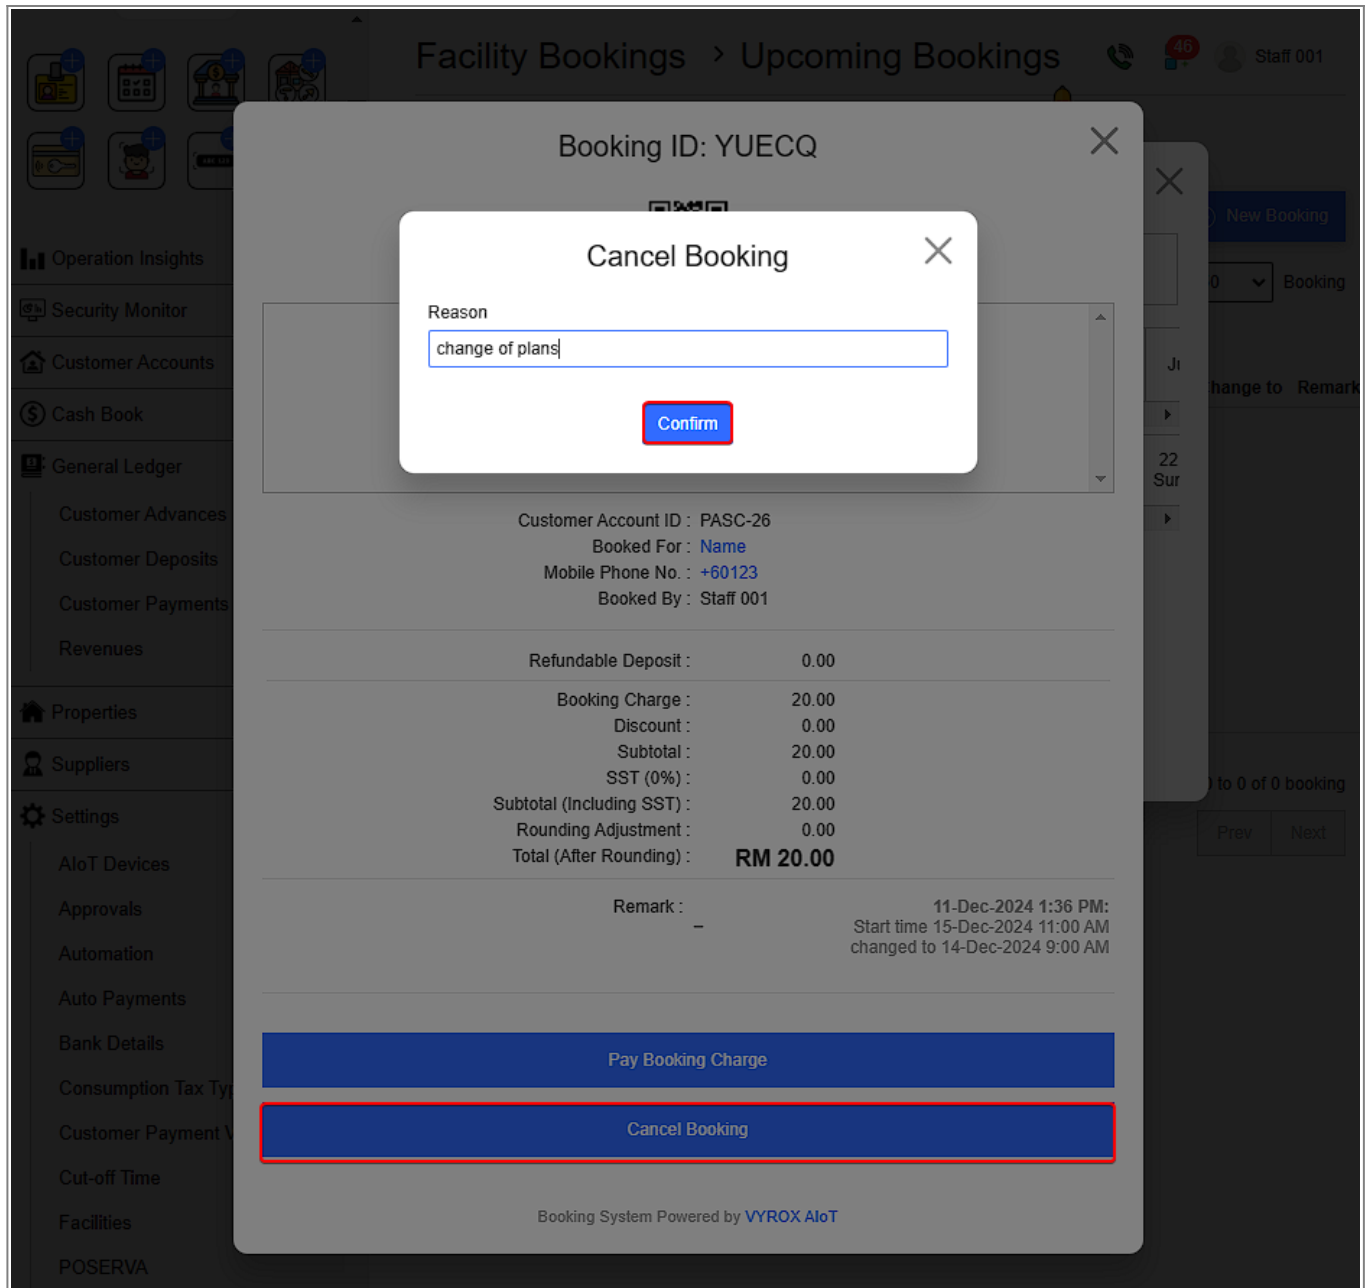 Facility Bookings > Upcoming Bookings
46
Staff 001
Booking ID: YUECQ
New Booking
Cancel Booking
Reason
change of plans
Confirm
Operation Insights
Security Monitor
Customer Accounts
Cash Book
General Ledger
Customer Advances
Customer Deposits
Customer Payments
Revenues
Properties
Suppliers
Settings
AIoT Devices
Approvals
Automation
Auto Payments
Bank Details
Consumption Tax Typ
Customer Payment V
Cut-off Time
Facilities
POSERVA
Booking
hange to Remark
22
Sur
Customer Account ID : PASC-26
Booked For : Name
Mobile Phone No. : +60123
Booked By : Staff 001
Refundable Deposit : 0.00
Booking Charge : 20.00
Discount : 0.00
Subtotal : 20.00
SST (0%) : 0.00
Subtotal (Including SST) : 20.00
Rounding Adjustment : 0.00
Total (After Rounding) : RM 20.00
Remark :
–
11-Dec-2024 1:36 PM:
Start time 15-Dec-2024 11:00 AM
changed to 14-Dec-2024 9:00 AM
Pay Booking Charge
Cancel Booking
Booking System Powered by VYROX AIoT
to 0 of 0 booking
Prev Next